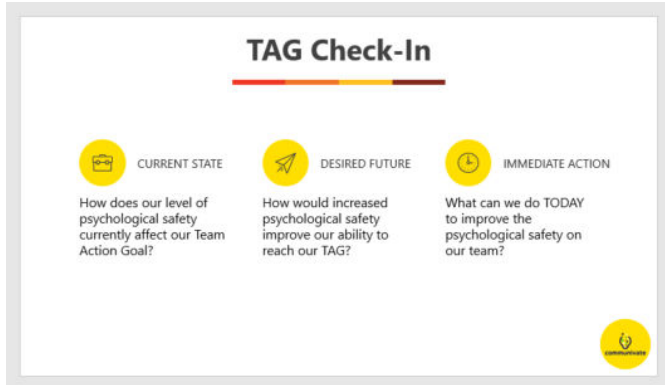 TAG Check-In
CURRENT STATE
How does our level of
psychological safety
currently affect our Team
Action Goal?
DESIRED FUTURE
How would increased
psychological safety
improve our ability to
reach our TAG?
IMMEDIATE ACTION
What can we do TODAY
to improve the
psychological safety on
our team?
communivate